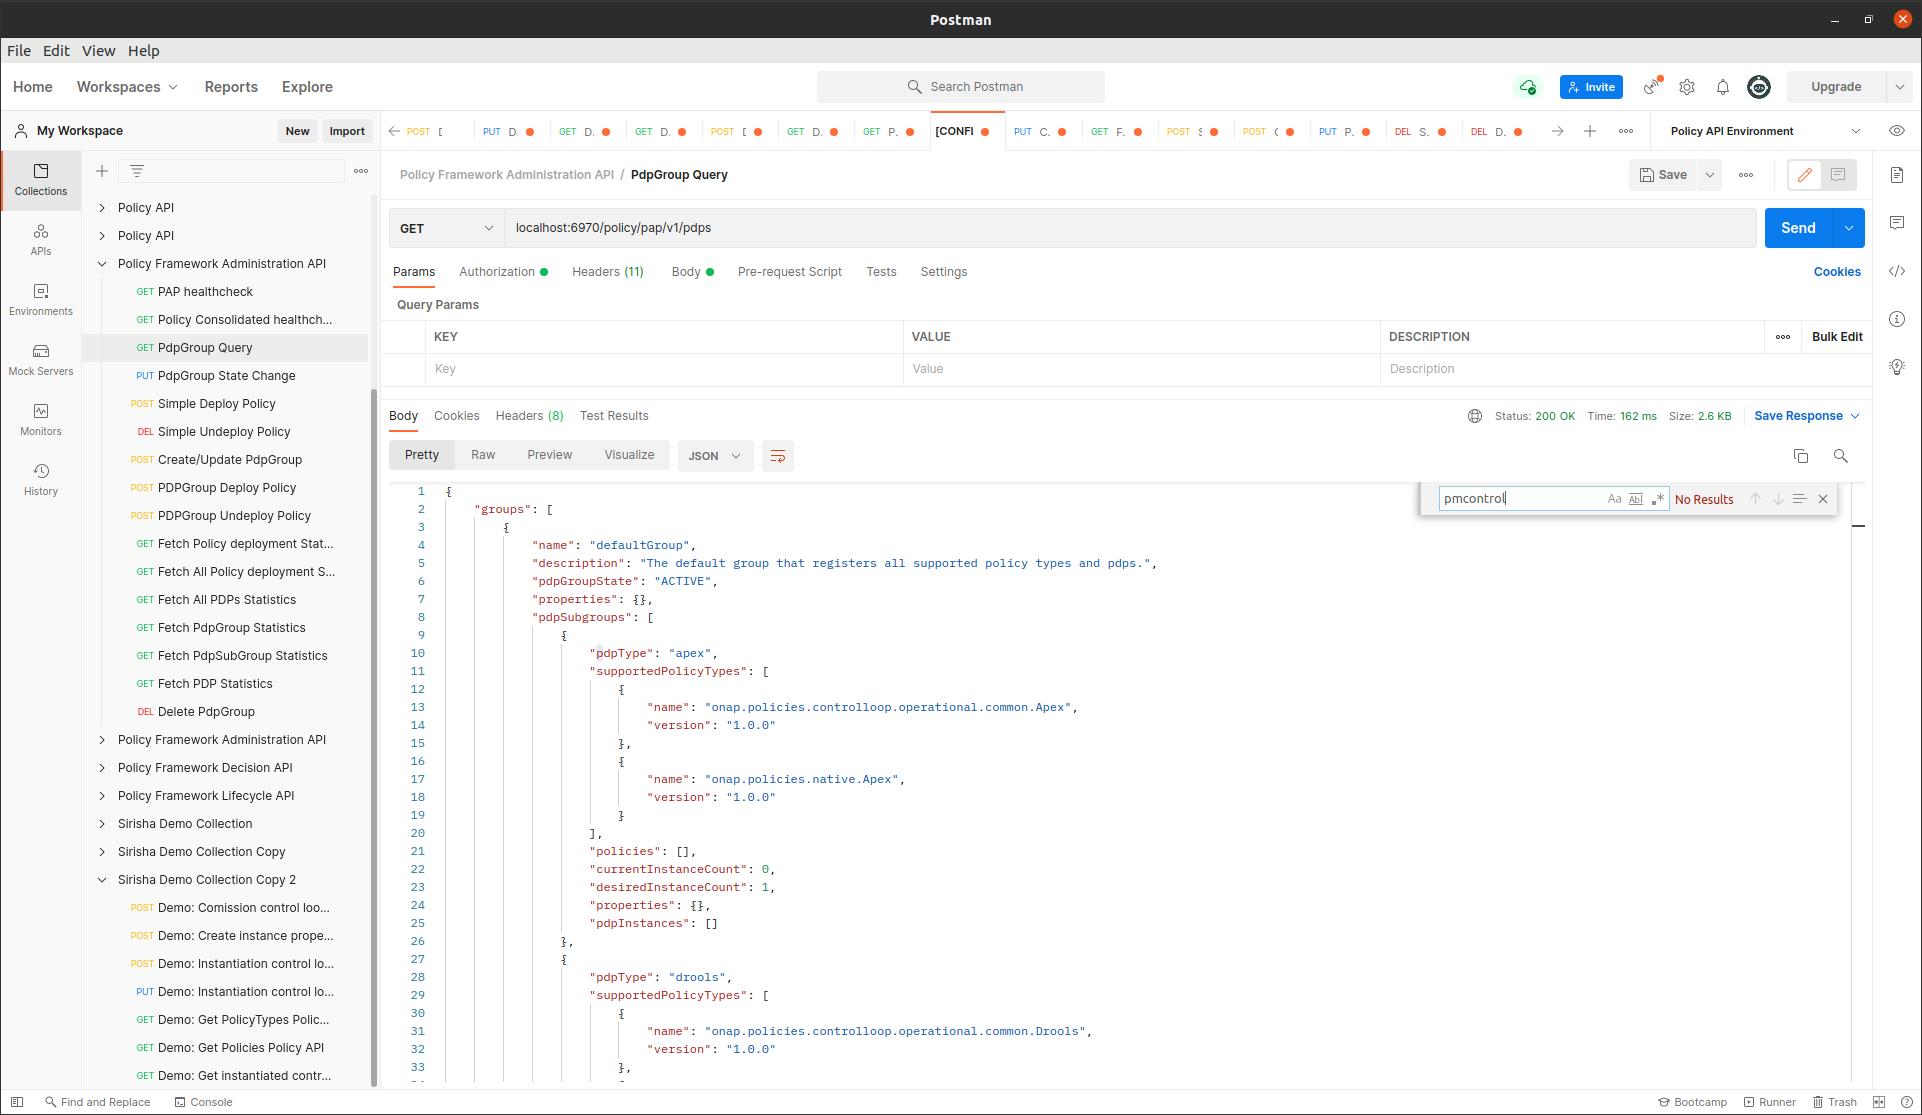 Postman
File Edit View Help
Home Workspaces Reports Explore Search Postman Invite Upgrade
My Workspace New Import POST PUT D. GET D. GET D. POST GET D. GET P. [CONFI PUT C. GET F. POST POST PUT P. DEL S. DEL D. Policy API Environment
Collections
APIs
Environments
Mock Servers
Monitors
History
Policy API
Policy API
Policy Framework Administration API
GET PAP healthcheck
GET Policy Consolidated healthch...
GET PdpGroup Query
PUT PdpGroup State Change
POST Simple Deploy Policy
DEL Simple Undeploy Policy
POST Create/Update PdpGroup
POST PDPGroup Deploy Policy
POST PDPGroup Undeploy Policy
GET Fetch Policy deployment Stat...
GET Fetch All Policy deployment S...
GET Fetch All PDPs Statistics
GET Fetch PdpGroup Statistics
GET Fetch PdpSubGroup Statistics
GET Fetch PDP Statistics
DEL Delete PdpGroup
Policy Framework Administration API
Policy Framework Decision API
Policy Framework Lifecycle API
Sirisha Demo Collection
Sirisha Demo Collection Copy
Sirisha Demo Collection Copy 2
POST Demo: Comission control loo...
POST Demo: Create instance prope...
POST Demo: Instantiation control lo...
PUT Demo: Instantiation control lo...
GET Demo: Get PolicyTypes Polic...
GET Demo: Get Policies Policy API
GET Demo: Get instantiated contr...
Policy Framework Administration API / PdpGroup Query Save
GET localhost:6970/policy/pap/v1/pdps Send
Params Authorization Headers (11) Body Pre-request Script Tests Settings Cookies
Query Params
KEY VALUE DESCRIPTION Bulk Edit
Key Value Description
Body Cookies Headers (8) Test Results Status: 200 OK Time: 162 ms Size: 2.6 KB Save Response
Pretty Raw Preview Visualize JSON
pmcontrol Aa Abl .* No Results
1 {
2 "groups": [
3 {
4 "name": "defaultGroup",
5 "description": "The default group that registers all supported policy types and pdps.",
6 "pdpGroupState": "ACTIVE",
7 "properties": {},
8 "pdpSubgroups": [
9 {
10 "pdpType": "apex",
11 "supportedPolicyTypes": [
12 {
13 "name": "onap.policies.controlloop.operational.common.Apex",
14 "version": "1.0.0"
15 },
16 {
17 "name": "onap.policies.native.Apex",
18 "version": "1.0.0"
19 }
20 ],
21 "policies": [],
22 "currentInstanceCount": 0,
23 "desiredInstanceCount": 1,
24 "properties": {},
25 "pdpInstances": []
26 },
27 {
28 "pdpType": "drools",
29 "supportedPolicyTypes": [
30 {
31 "name": "onap.policies.controlloop.operational.common.Drools",
32 "version": "1.0.0"
33 },
Find and Replace Console Bootcamp Runner Trash